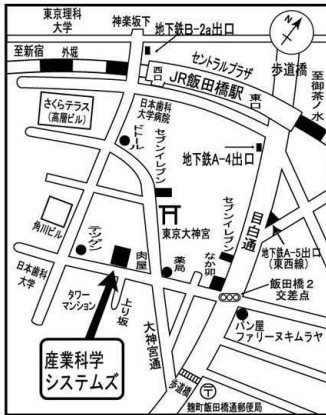 東京理科
大学
神楽坂下
地下鉄B-2a出口
至新宿
外堀
セントラルプラザ
JR飯田橋駅
西口
東口
歩道橋
至御茶ノ水
N
さくらテラス
(高層ビル)
日本歯科
大学病院
ドトール
セブンイレブン
地下鉄A-4出口
東京大神宮
セブンイレブン
目白通
地下鉄A-5出口
(東西線)
角川ビル
マンダン
肉屋
薬局
なか卯
飯田橋2
交差点
日本歯科
大学
タワー
マンション
上り坂
大神宮通
パン屋
ファリーヌキムラヤ
産業科学
システムズ
歩道橋
〒
麹町飯田橋通郵便局